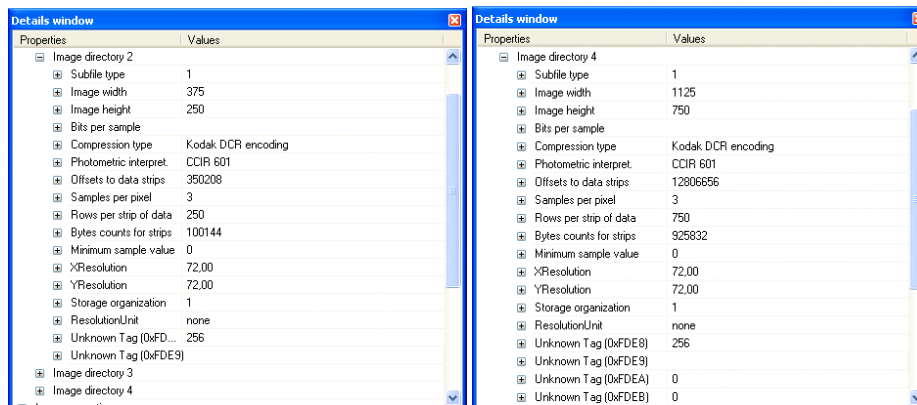 Details window
Properties Values
Image directory 2
Subfile type 1
Image width 375
Image height 250
Bits per sample
Compression type Kodak DCR encoding
Photometric interpret. CCIR 601
Offsets to data strips 350208
Samples per pixel 3
Rows per strip of data 250
Bytes counts for strips 100144
Minimum sample value 0
XResolution 72,00
YResolution 72,00
Storage organization 1
ResolutionUnit none
Unknown Tag (0xFD... 256
Unknown Tag (0xFDE9)
Image directory 3
Image directory 4
Details window
Properties Values
Image directory 4
Subfile type 1
Image width 1125
Image height 750
Bits per sample
Compression type Kodak DCR encoding
Photometric interpret. CCIR 601
Offsets to data strips 12806656
Samples per pixel 3
Rows per strip of data 750
Bytes counts for strips 925832
Minimum sample value 0
XResolution 72,00
YResolution 72,00
Storage organization 1
ResolutionUnit none
Unknown Tag (0xFDE8) 256
Unknown Tag (0xFDE9)
Unknown Tag (0xFDEA) 0
Unknown Tag (0xFDEB) 0